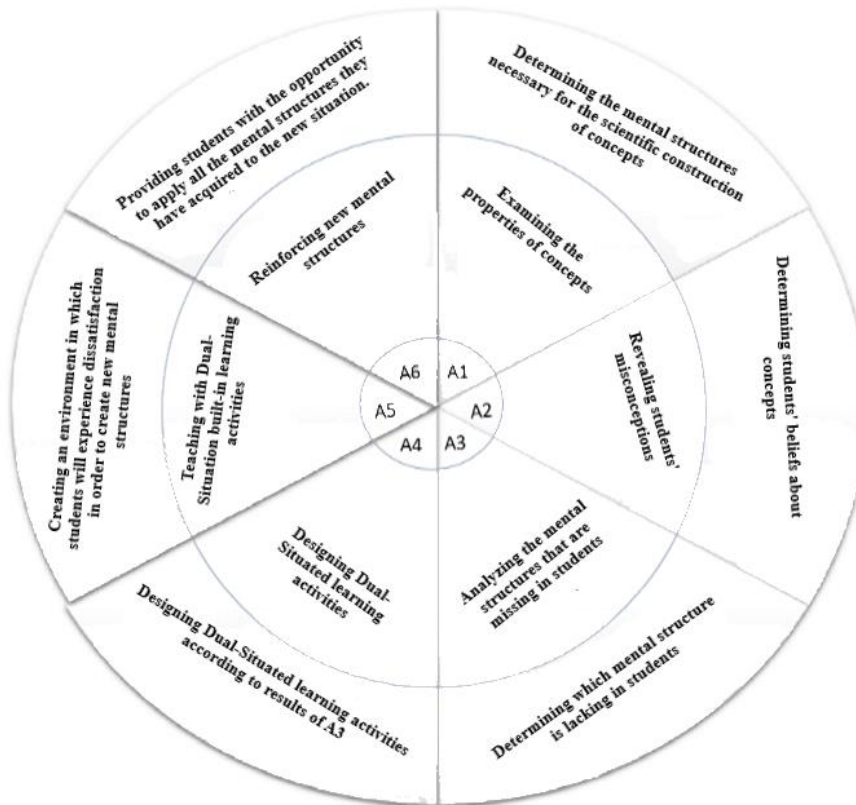 Determining the mental structures
necessary for the scientific construction
of concepts
Examining the
properties of concepts
A1
Determining students' beliefs about
concepts
Revealing students'
misconceptions
A2
Determining which mental structure
is lacking in students
Analyzing the mental
structures that are
missing in students
A3
Designing Dual-Situated learning activities
according to results of A3
Designing Dual-
Situated learning
activities
A4
Creating an environment in which
students will experience dissatisfaction
in order to create new mental
structures
Teaching with Dual-
Situation built-in learning
activities
A5
Providing students with the opportunity
to apply all the mental structures they
have acquired to the new situation.
Reinforcing new mental
structures
A6